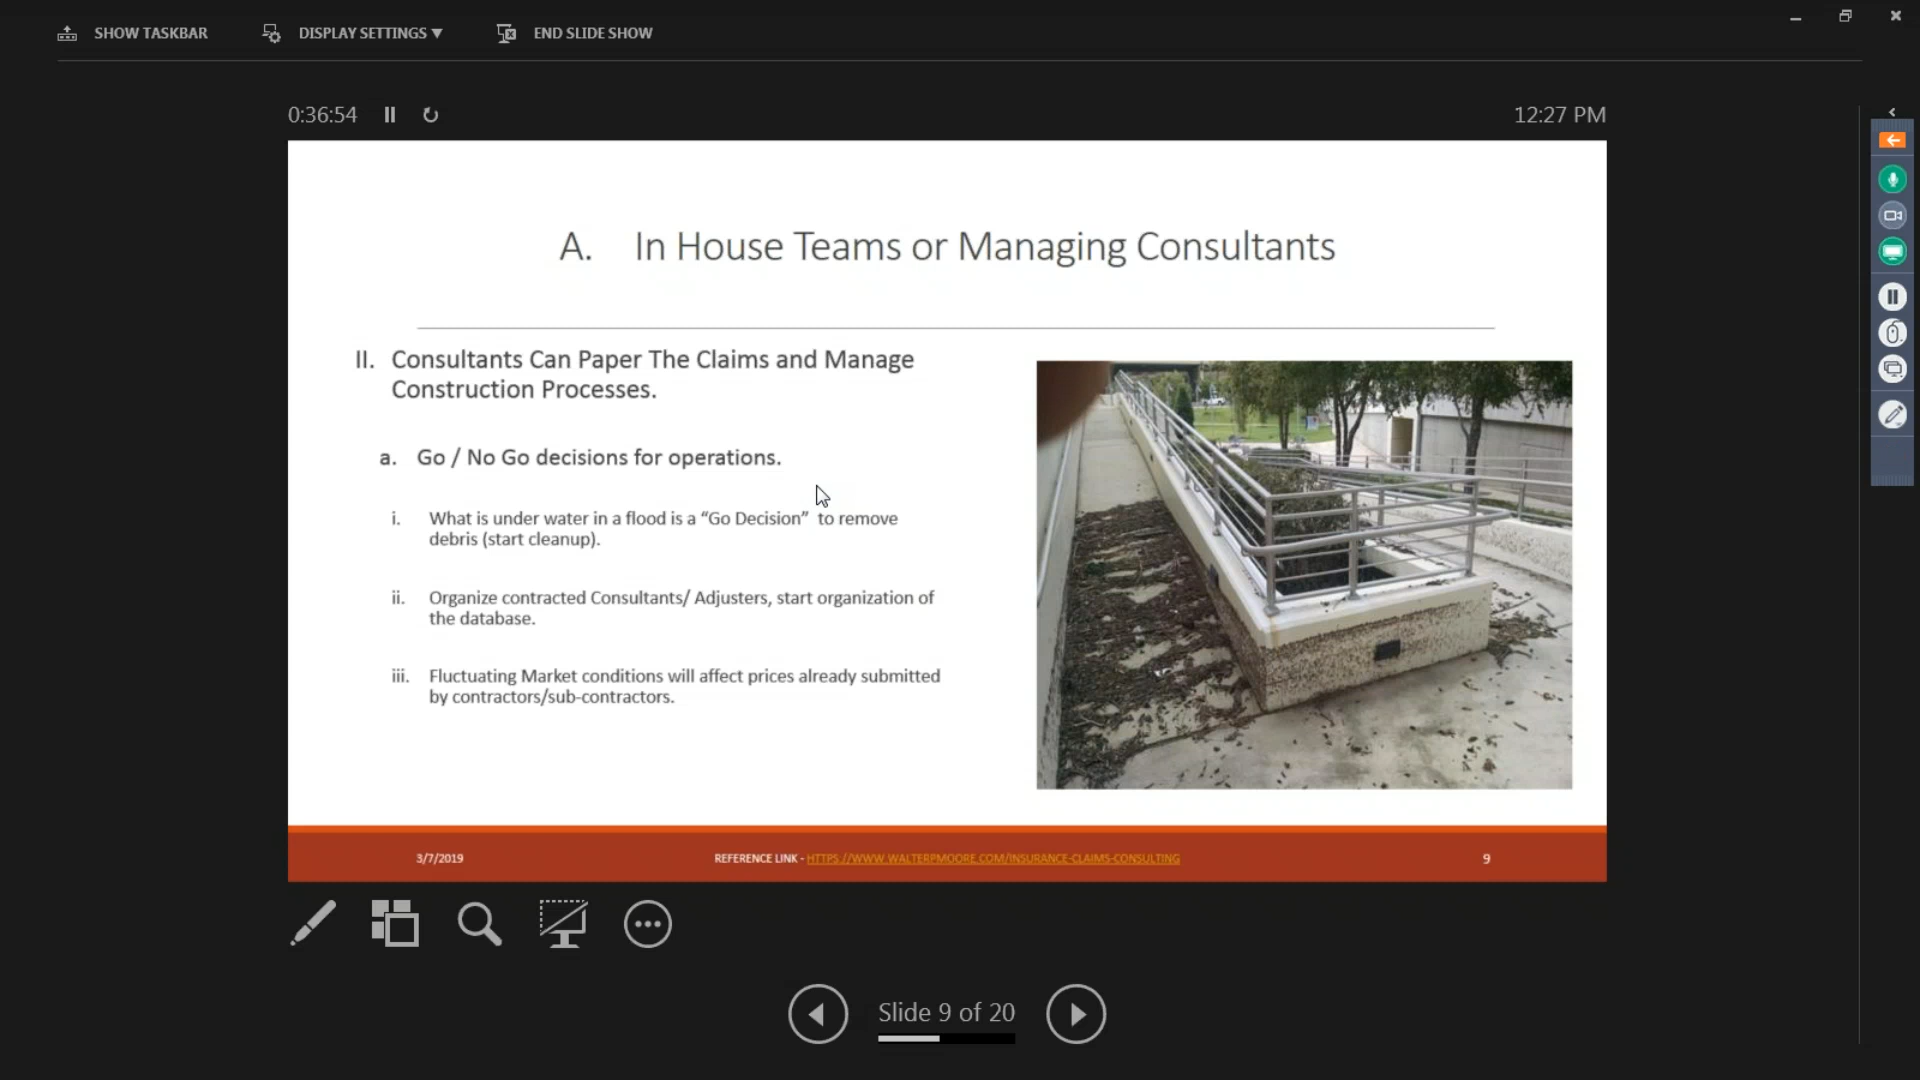 SHOW TASKBAR DISPLAY SETTINGS ▼ END SLIDE SHOW
0:36:54 12:27 PM
A. In House Teams or Managing Consultants
II. Consultants Can Paper The Claims and Manage
Construction Processes.
a. Go / No Go decisions for operations.
i. What is under water in a flood is a “Go Decision” to remove
debris (start cleanup).
ii. Organize contracted Consultants/ Adjusters, start organization of
the database.
iii. Fluctuating Market conditions will affect prices already submitted
by contractors/sub-contractors.
3/7/2019 REFERENCE LINK - HTTPS://WWW.WALTERPMOORE.COM/INSURANCE-CLAIMS-CONSULTING 9
Slide 9 of 20